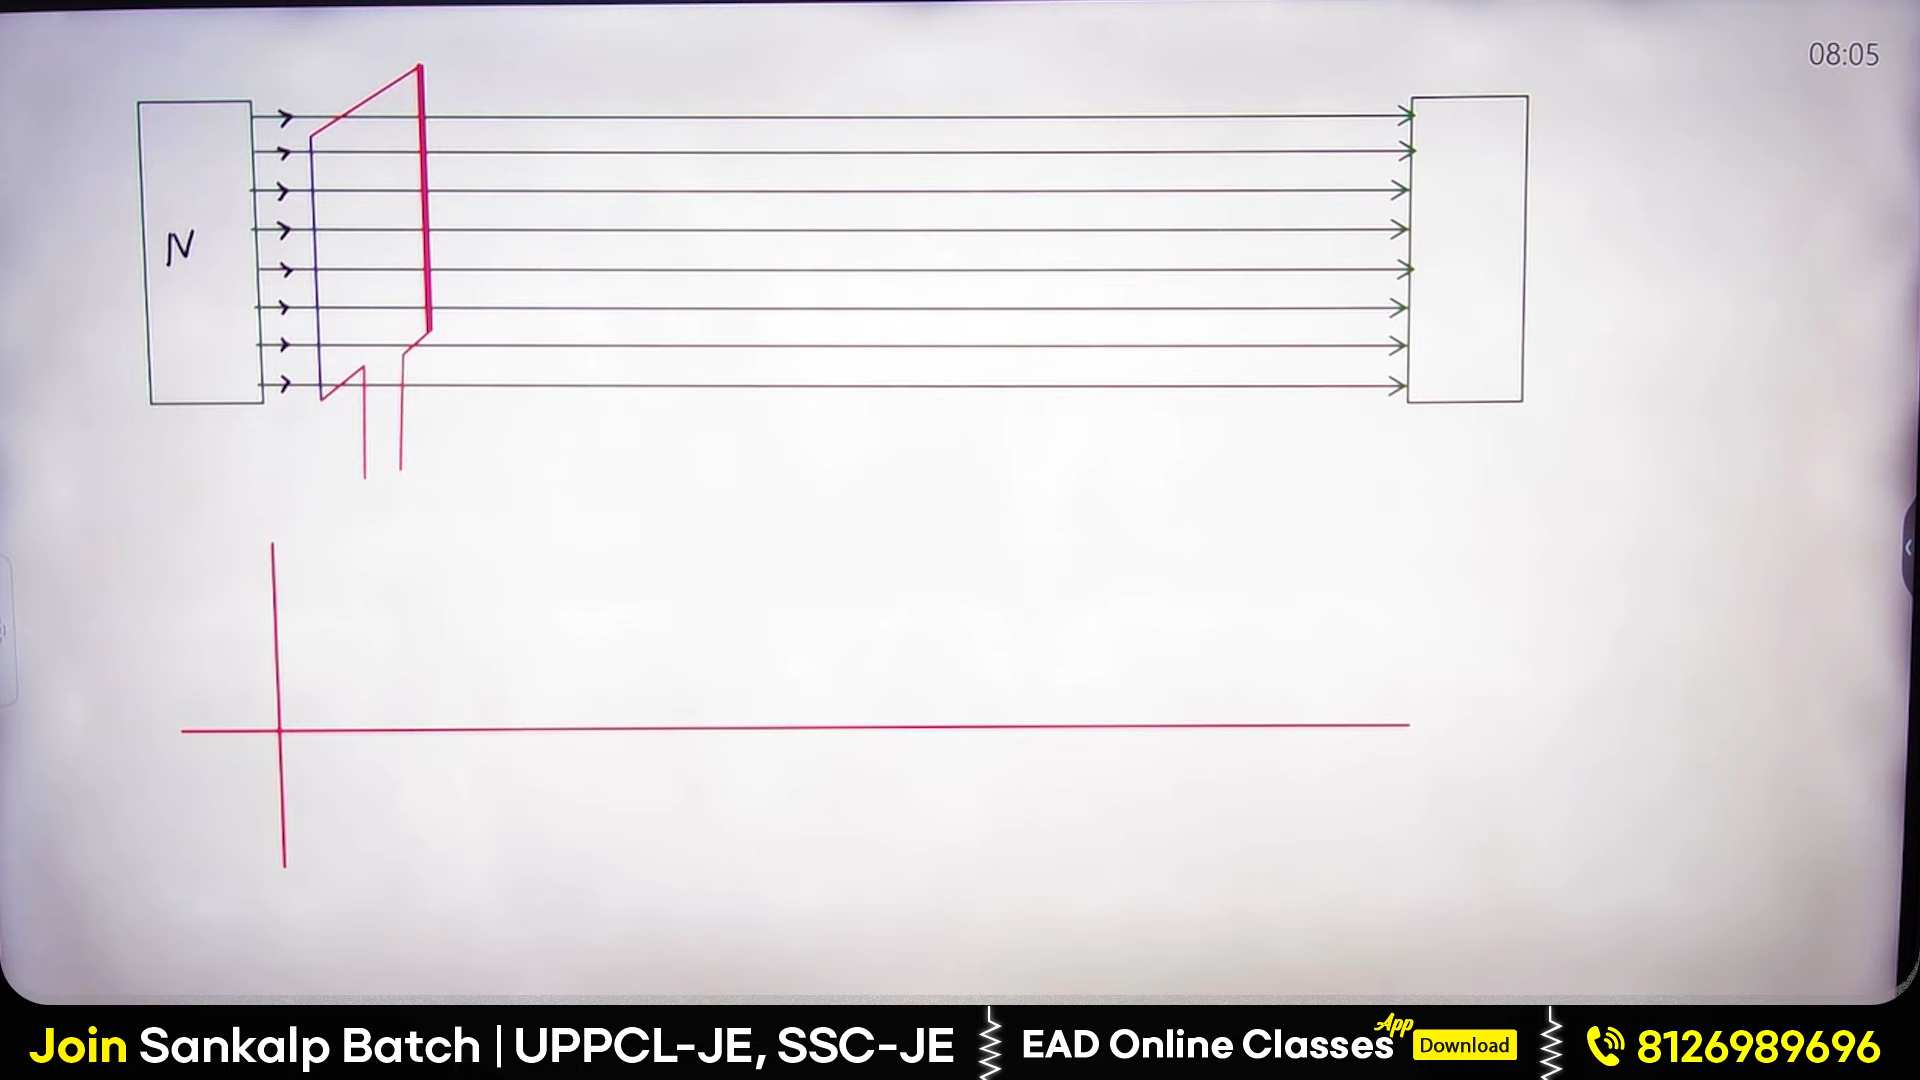 08:05
N
Join Sankalp Batch | UPPCL-JE, SSC-JE
EAD Online Classes App Download
8126989696